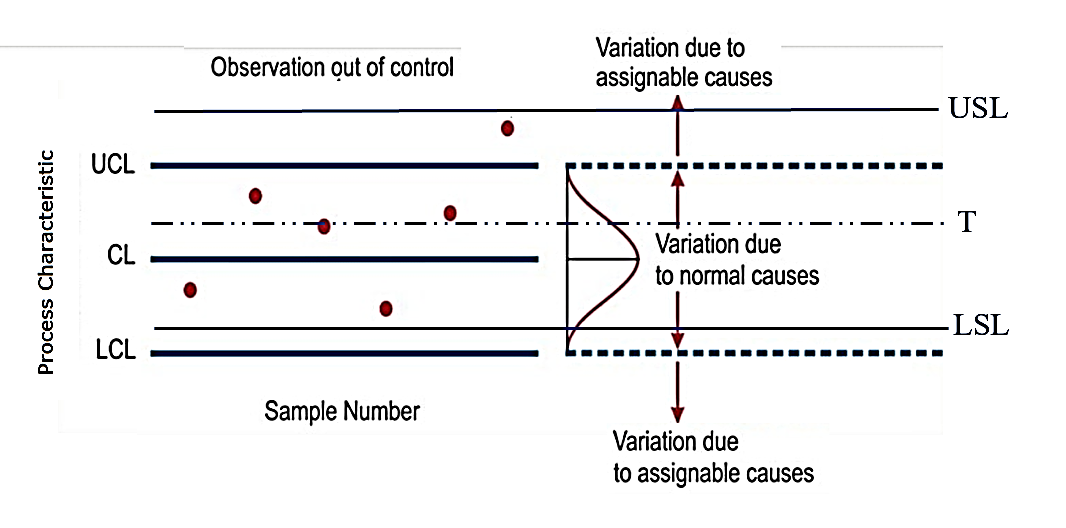 Observation out of control
Variation due to
assignable causes
USL
UCL
T
CL
Variation due
to normal causes
LSL
LCL
Process Characteristic
Sample Number
Variation due
to assignable causes